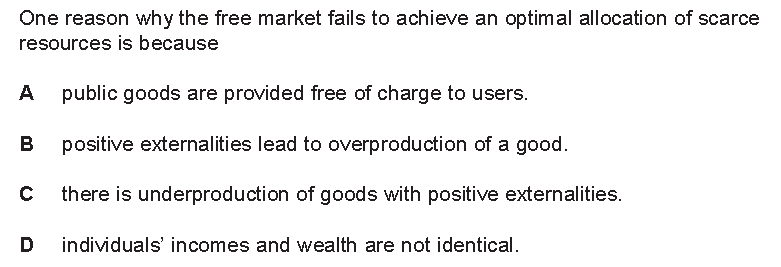 One reason why the free market fails to achieve an optimal allocation of scarce
resources is because
A public goods are provided free of charge to users.
B positive externalities lead to overproduction of a good.
C there is underproduction of goods with positive externalities.
D individuals' incomes and wealth are not identical.